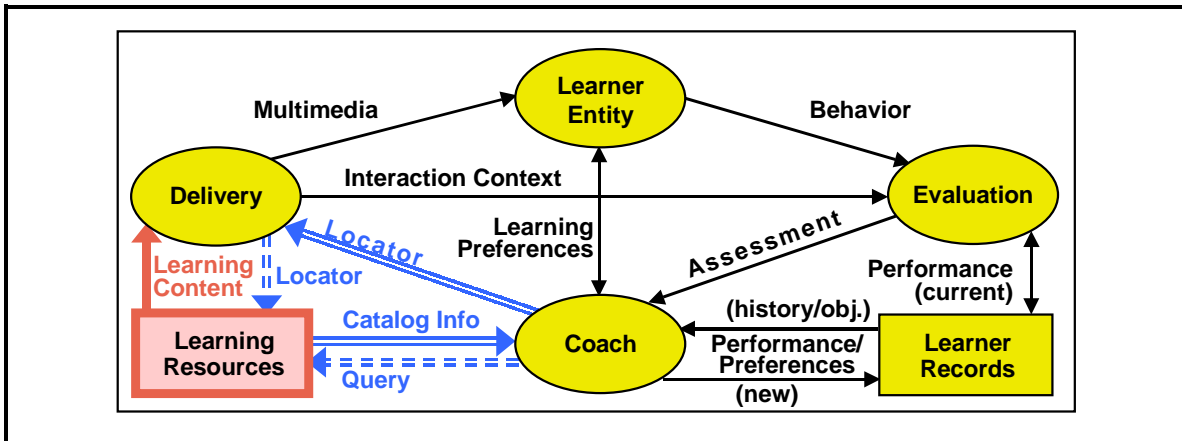 Learner
Entity
Multimedia
Behavior
Delivery
Interaction Context
Evaluation
Locator
Learning
Preferences
Assessment
Learning
Content
Locator
Performance
(current)
Learning
Resources
Catalog Info
Query
Coach
(history/obj.)
Performance/
Preferences
(new)
Learner
Records